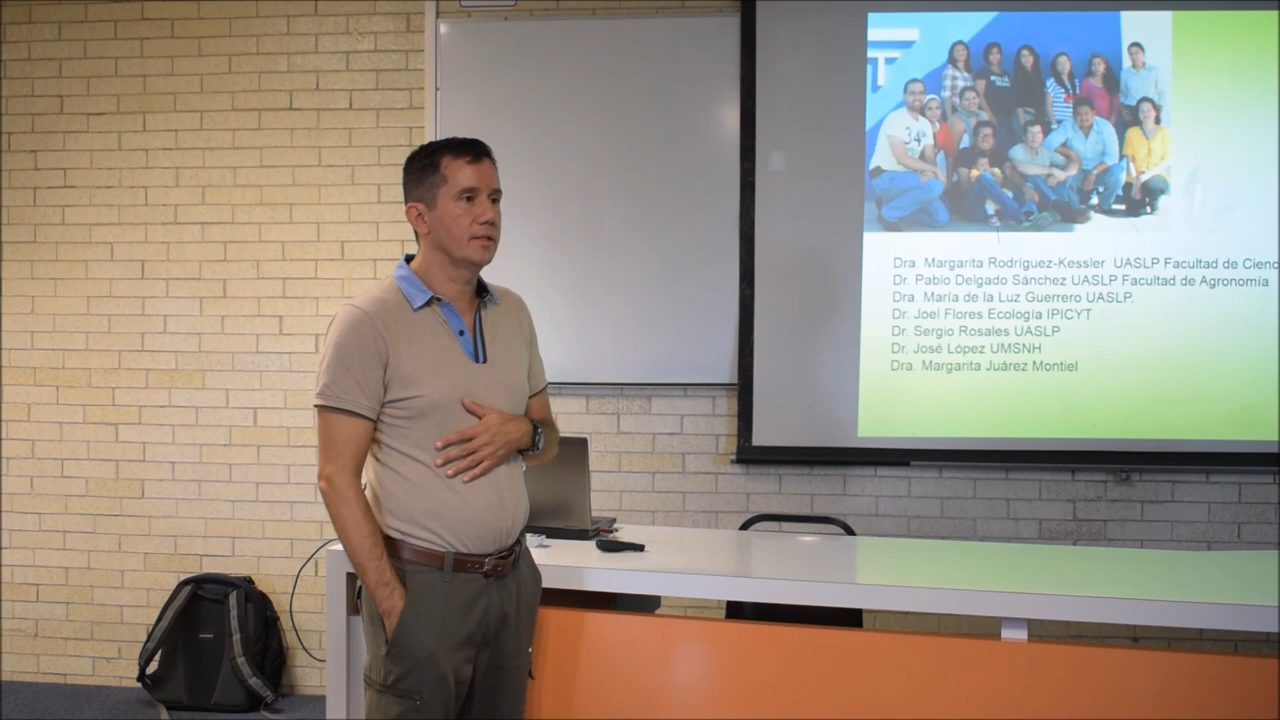 Dra. Margarita Rodríguez-Kessler UASLP Facultad de Cienc
Dr. Pablo Delgado Sánchez UASLP Facultad de Agronomía
Dra. María de la Luz Guerrero UASLP.
Dr. Joel Flores Ecología IPICYT
Dr. Sergio Rosales UASLP
Dr. José López UMSNH
Dra. Margarita Juárez Montiel